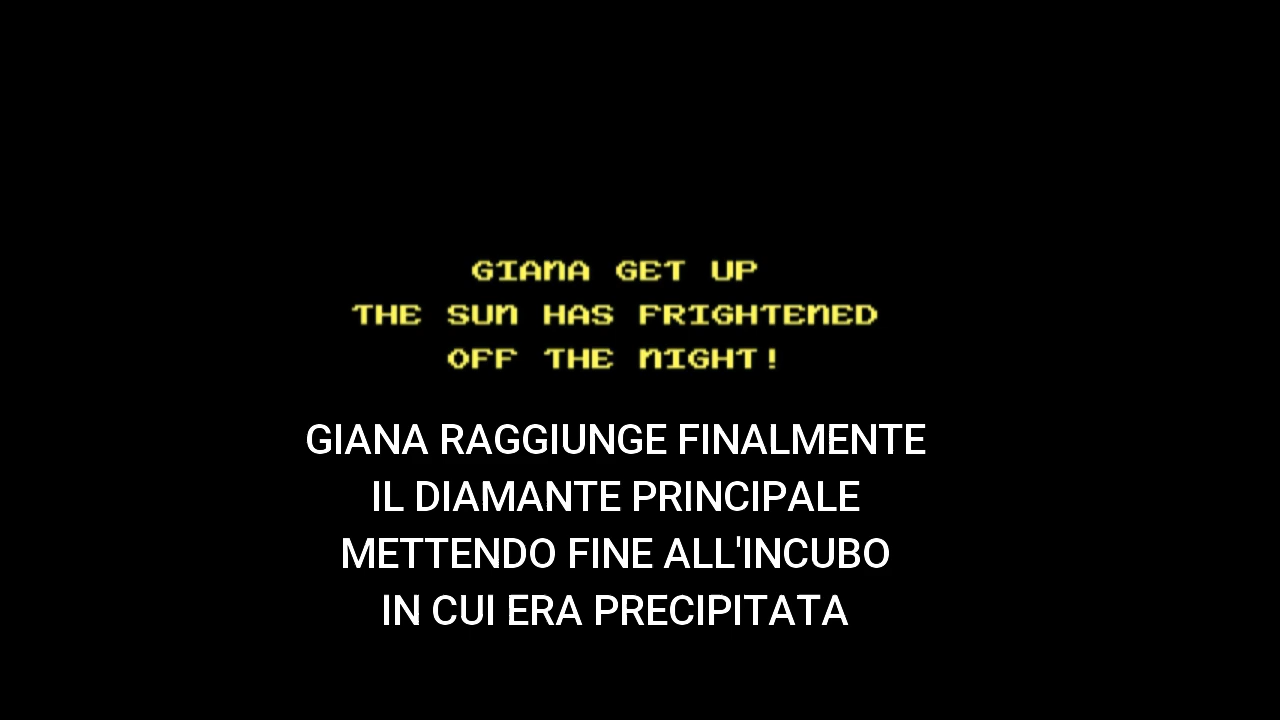 GIANA GET UP
THE SUN HAS FRIGHTENED
OFF THE NIGHT!
GIANA RAGGIUNGE FINALMENTE
IL DIAMANTE PRINCIPALE
METTENDO FINE ALL'INCUBO
IN CUI ERA PRECIPITATA